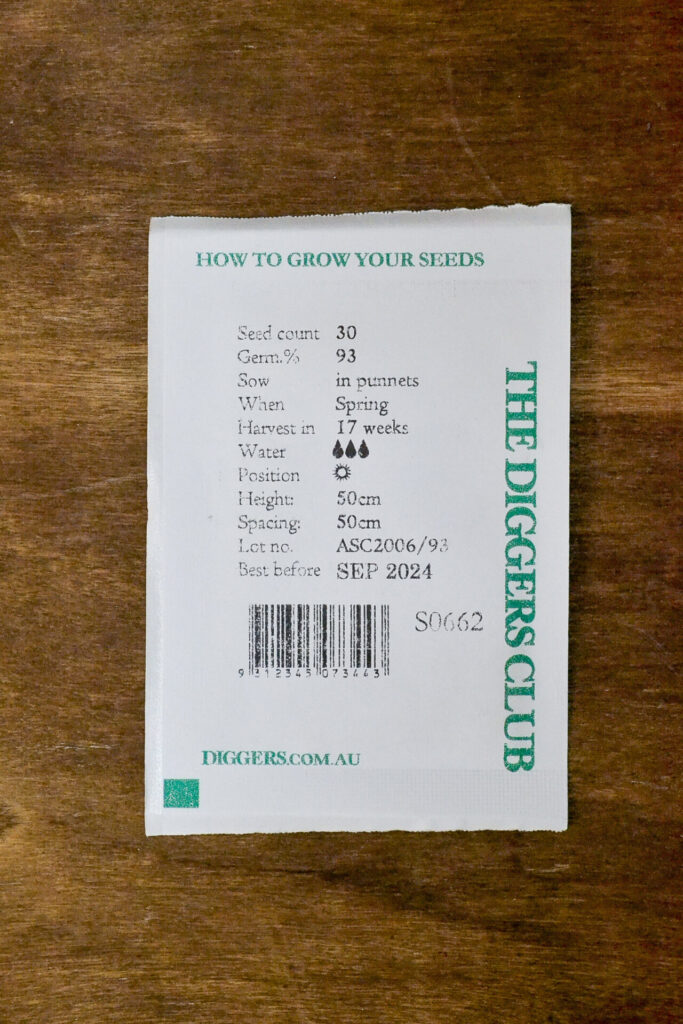 HOW TO GROW YOUR SEEDS
Seed count 30
Germ.% 93
Sow in punnets
When Spring
Harvest in 17 weeks
Water
Position
Height: 50cm
Spacing: 50cm
Lot no. ASC2006/93
Best before SEP 2024
S0662
9 312345 073443
DIGGERS.COM.AU
THE DIGGERS CLUB